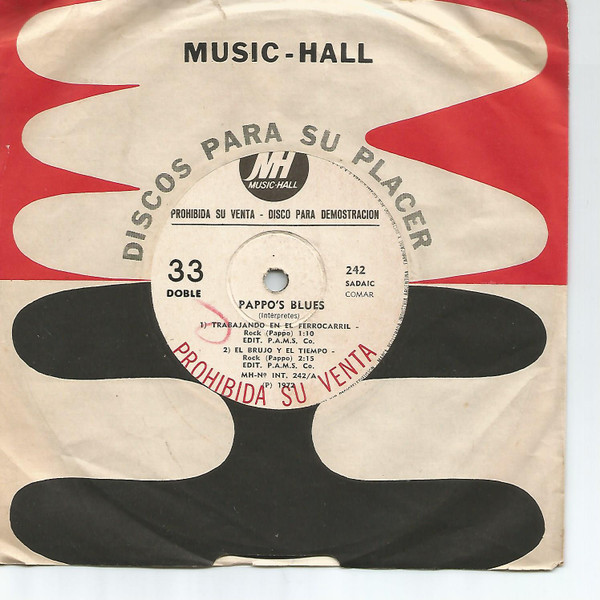 MUSIC-HALL
DISCOS PARA SU PLACER
MH
MUSIC-HALL
PROHIBIDA SU VENTA - DISCO PARA DEMOSTRACION
33
DOBLE
242
SADAIC
COMAR
PAPPO'S BLUES
(Intérpretes)
1) TRABAJANDO EN EL FERROCARRIL -
Rock (Pappo) 1:10
EDIT. P.A.M.S. Co.
2) EL BRUJO Y EL TIEMPO -
Rock (Pappo) 2:15
EDIT. P.A.M.S. Co.
MH-Nº INT. 242/A
(P) 1972
PROHIBIDA SU VENTA